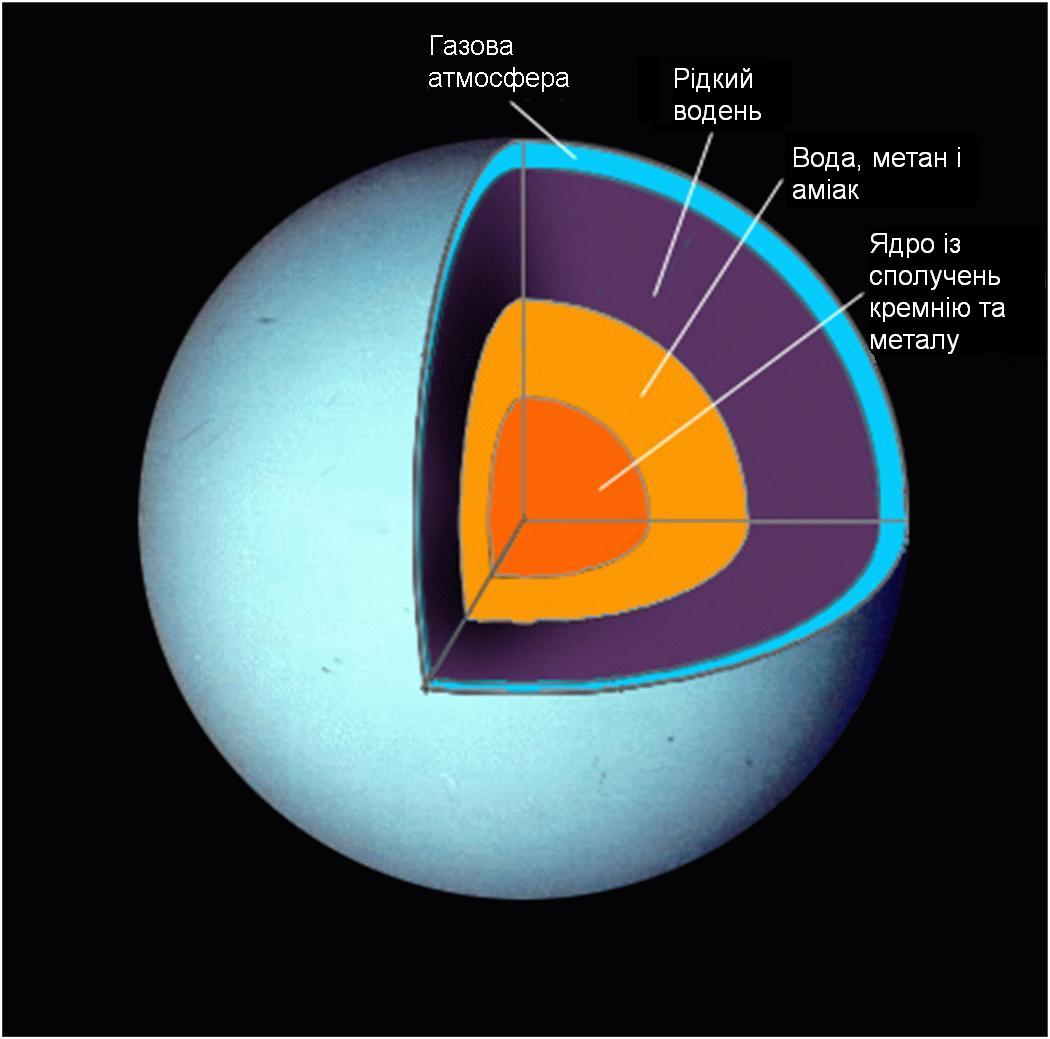 Газова
атмосфера
Рідкий
водень
Вода, метан і
аміак
Ядро із
сполучень
кремнію та
металу